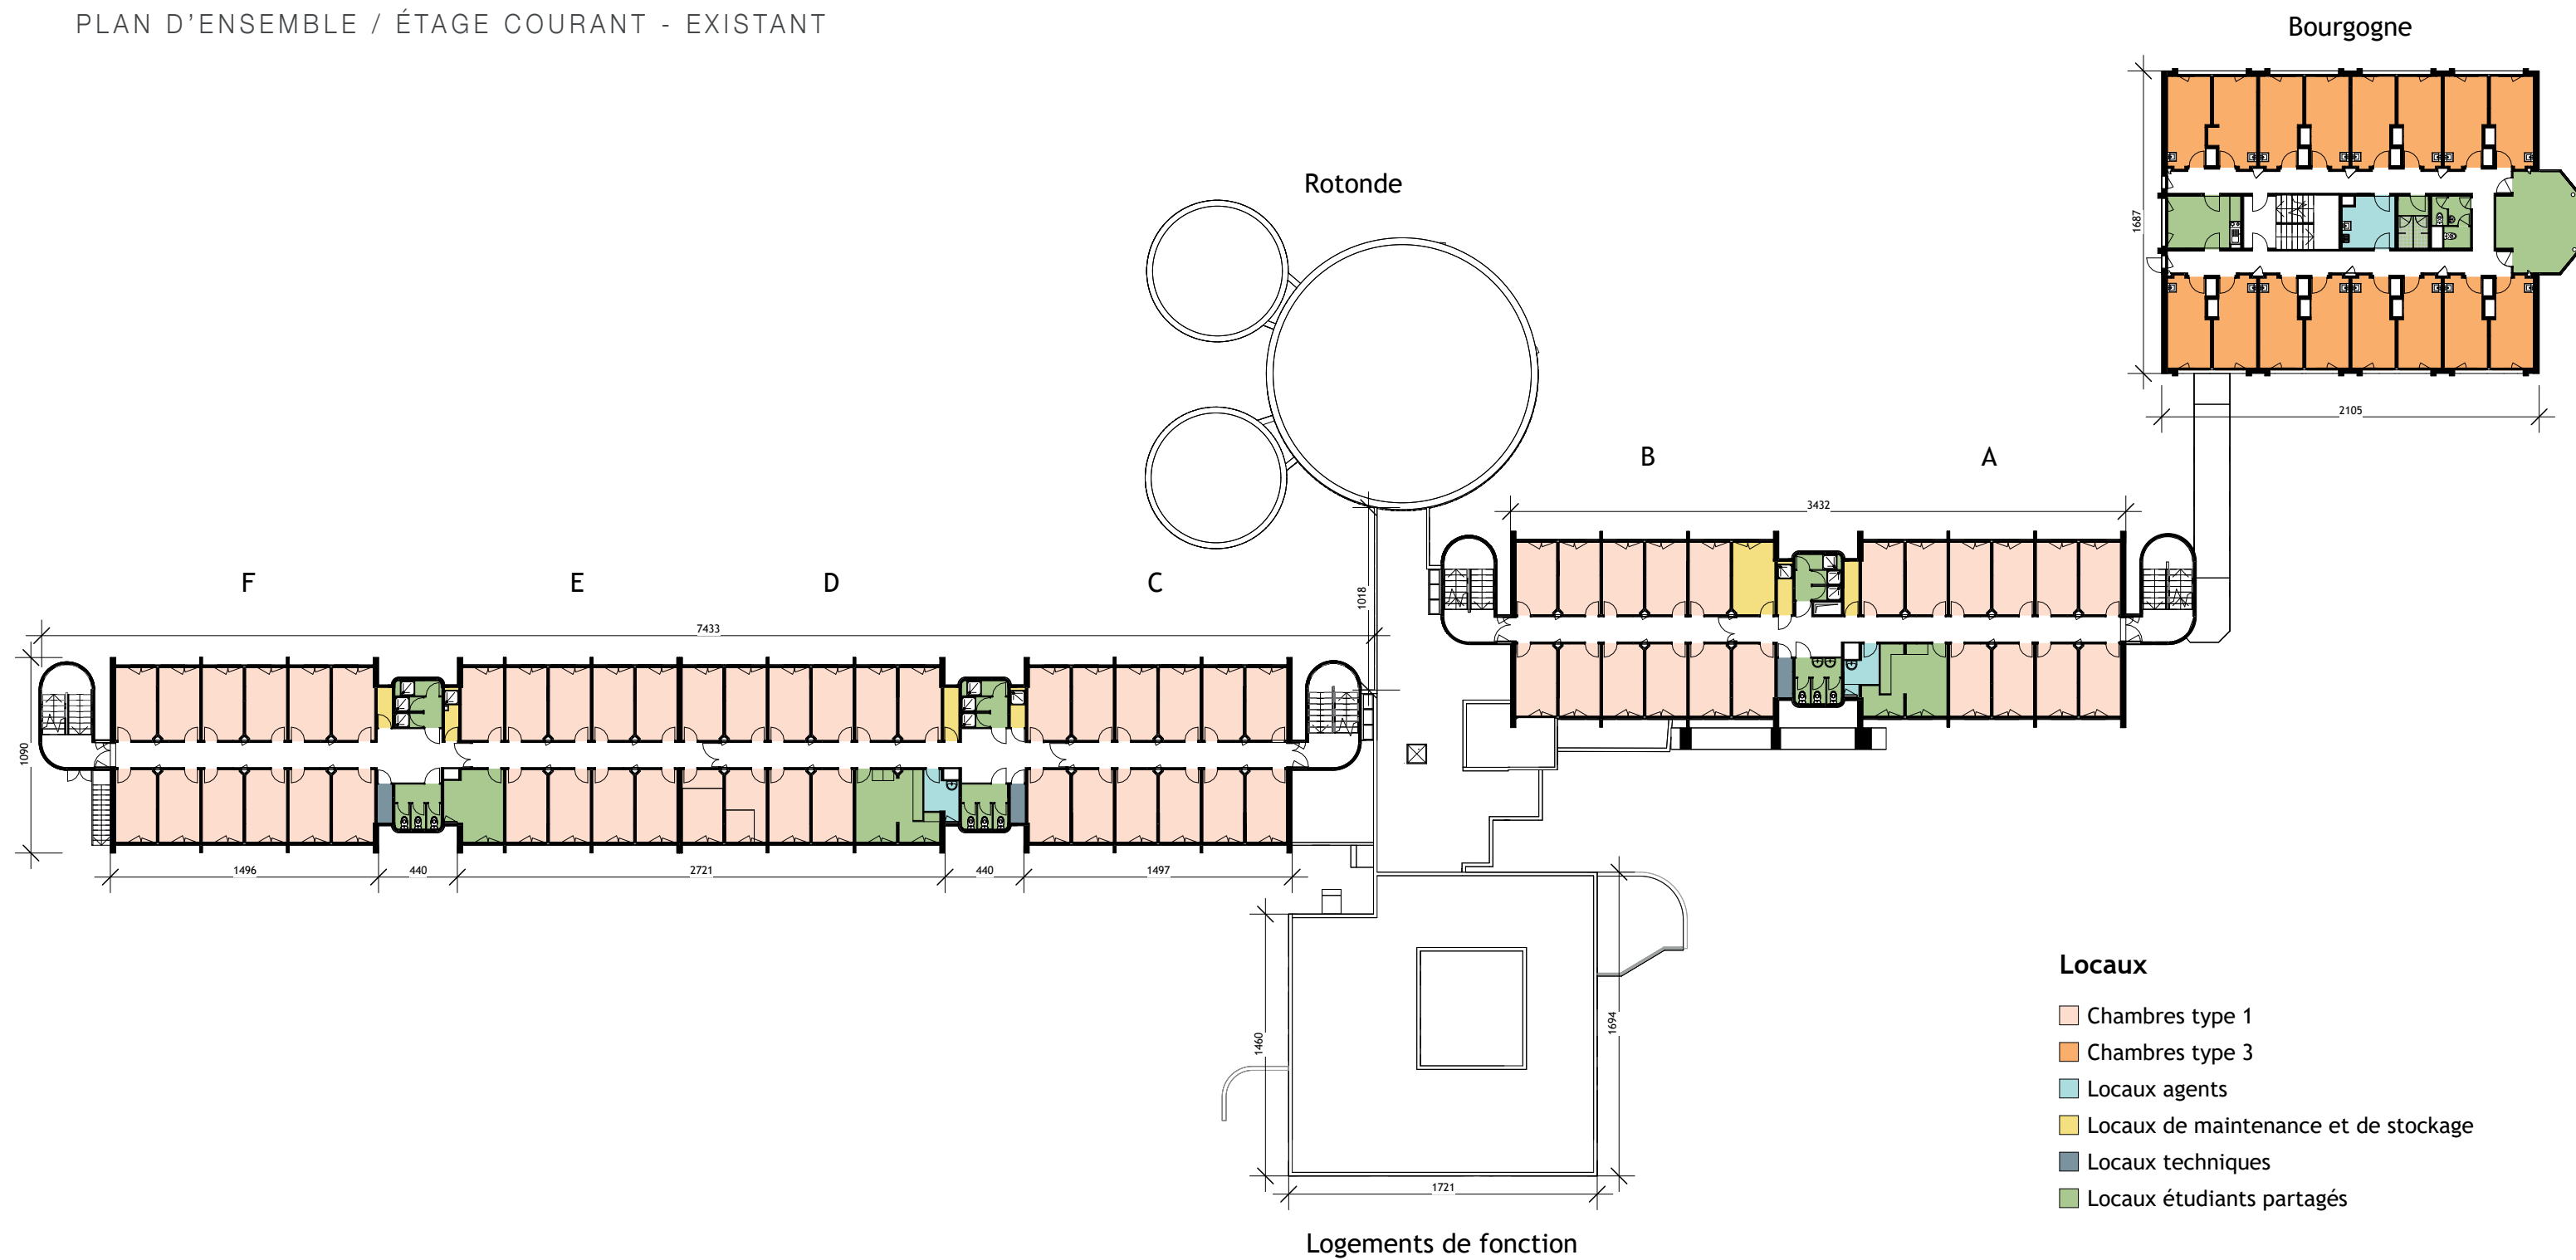 PLAN D'ENSEMBLE / ÉTAGE COURANT - EXISTANT
Bourgogne
Rotonde
1687
2105
B
A
3432
F
E
D
C
1018
7433
1090
1496
440
2721
440
1497
1460
1694
1721
Logements de fonction
Locaux
Chambres type 1
Chambres type 3
Locaux agents
Locaux de maintenance et de stockage
Locaux techniques
Locaux étudiants partagés